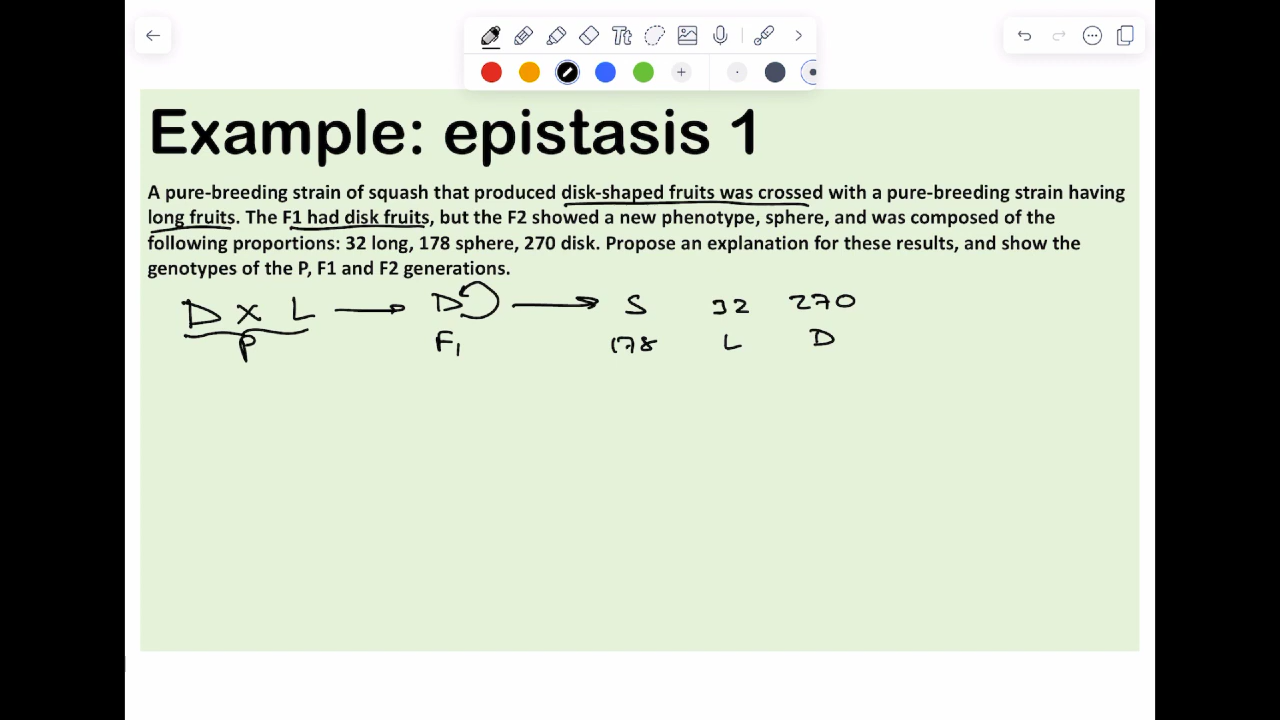 Tt
Example: epistasis 1
A pure-breeding strain of squash that produced disk-shaped fruits was crossed with a pure-breeding strain having
long fruits. The F1 had disk fruits, but the F2 showed a new phenotype, sphere, and was composed of the
following proportions: 32 long, 178 sphere, 270 disk. Propose an explanation for these results, and show the
genotypes of the P, F1 and F2 generations.
D x L → D → S 32 270
P F1 178 L D